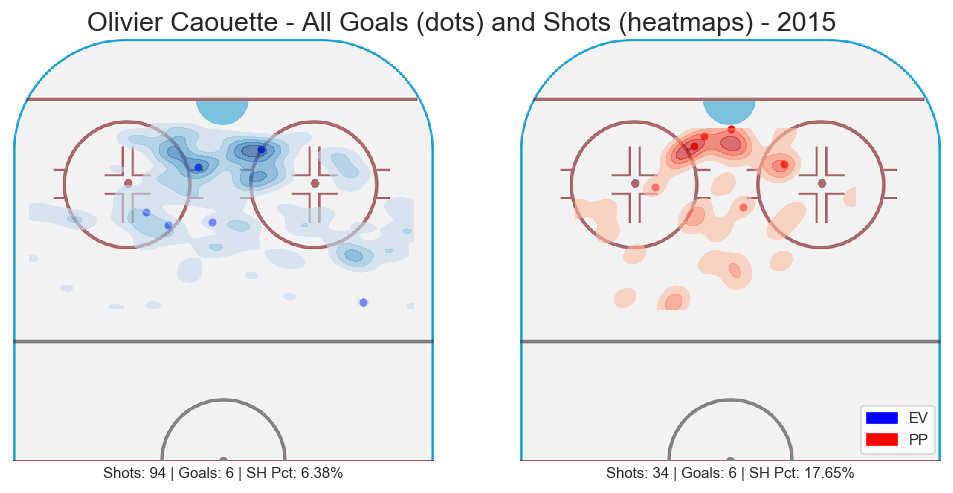 Olivier Caouette - All Goals (dots) and Shots (heatmaps) - 2015
EV
PP
Shots: 94 | Goals: 6 | SH Pct: 6.38%
Shots: 34 | Goals: 6 | SH Pct: 17.65%